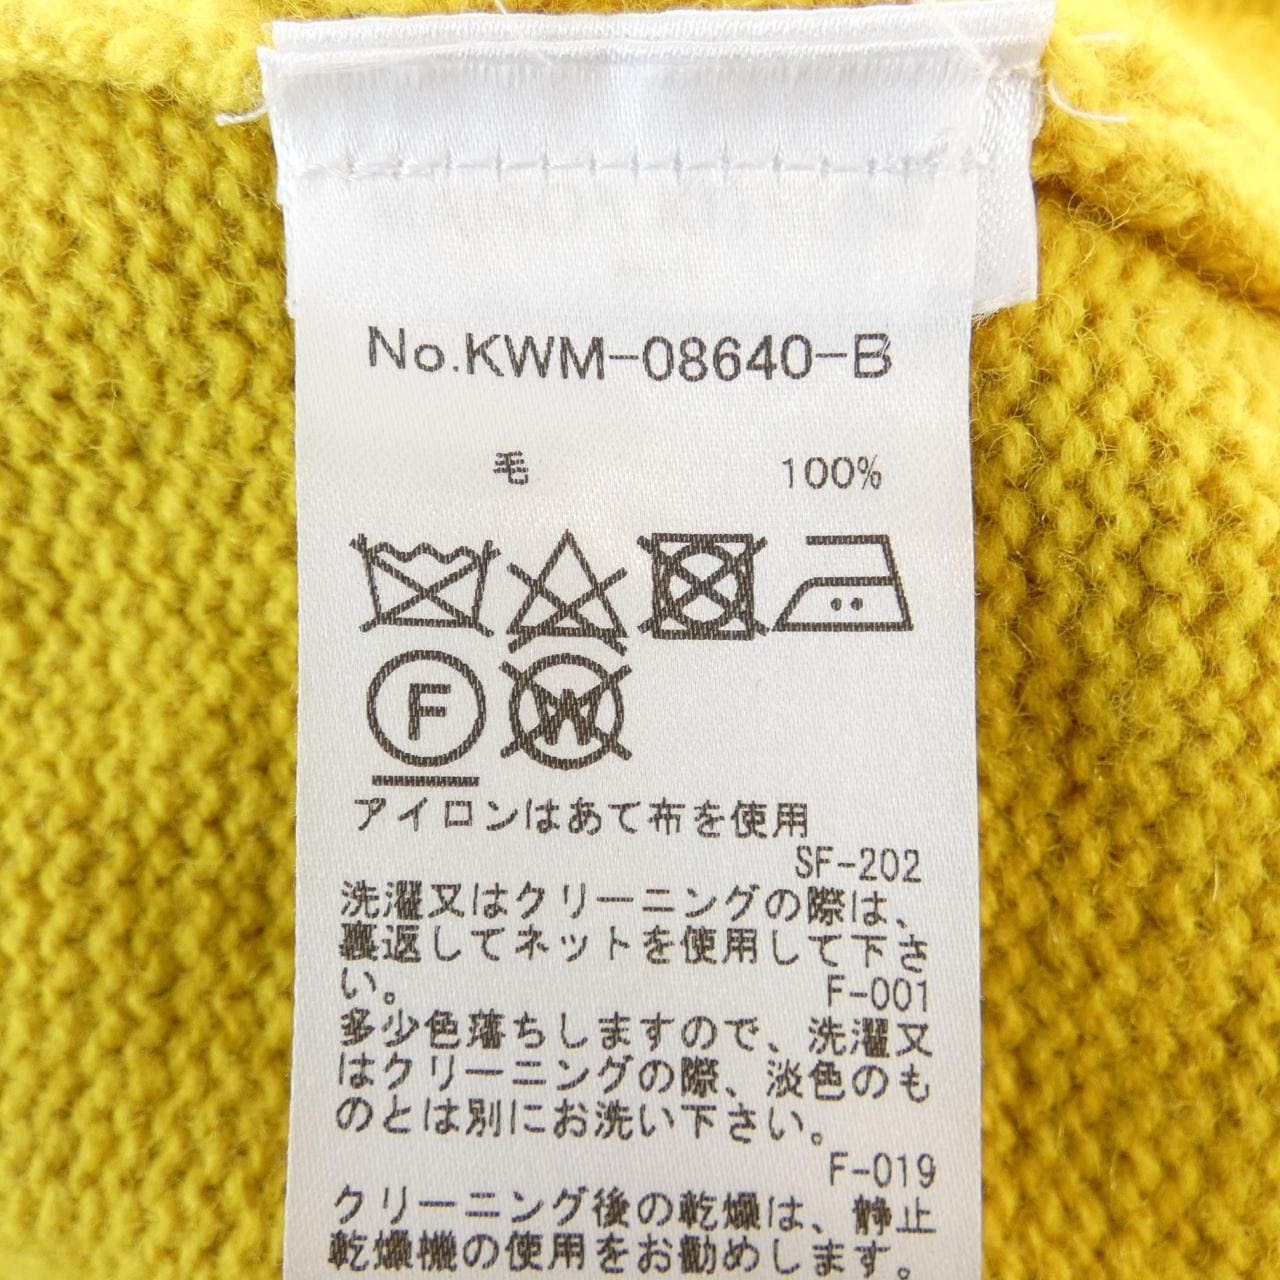 No.KWM-08640-B
毛 100%
F W
アイロンはあて布を使用
SF-202
洗濯又はクリーニングの際は、
裏返してネットを使用して下さ
い。
F-001
多少色落ちしますので、洗濯又
はクリーニングの際、淡色のも
のとは別にお洗い下さい。
F-019
クリーニング後の乾燥は、静止
乾燥機の使用をお勧めします。